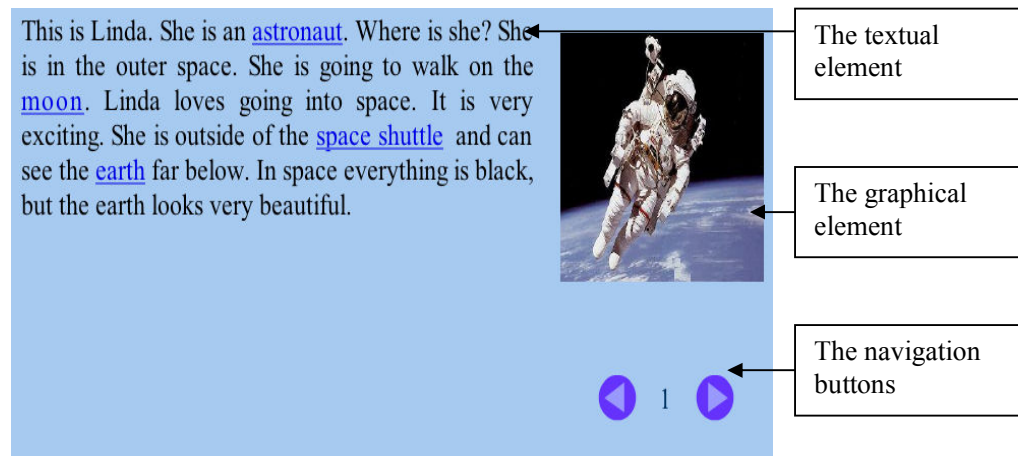 This is Linda. She is an astronaut. Where is she? She
is in the outer space. She is going to walk on the
moon. Linda loves going into space. It is very
exciting. She is outside of the space shuttle and can
see the earth far below. In space everything is black,
but the earth looks very beautiful.
1
The textual
element
The graphical
element
The navigation
buttons